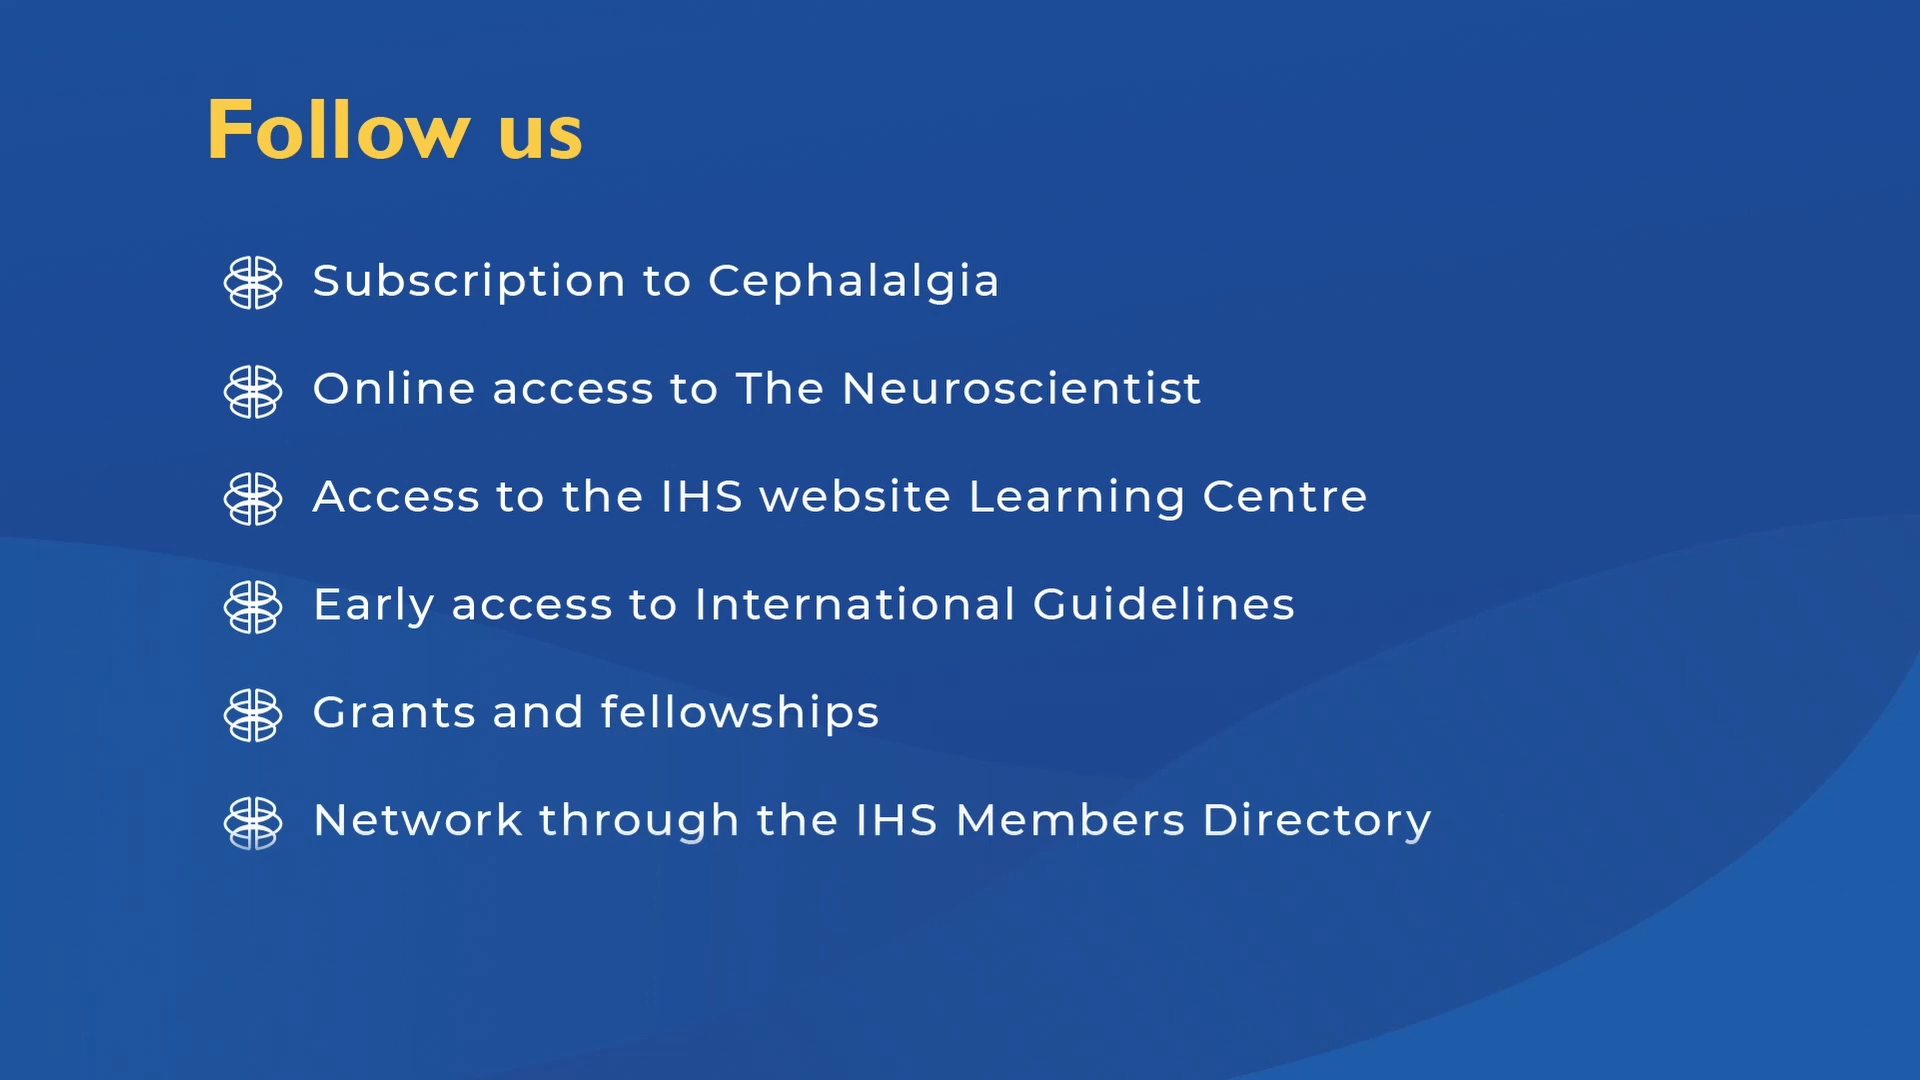 Follow us
Subscription to Cephalalgia
Online access to The Neuroscientist
Access to the IHS website Learning Centre
Early access to International Guidelines
Grants and fellowships
Network through the IHS Members Directory